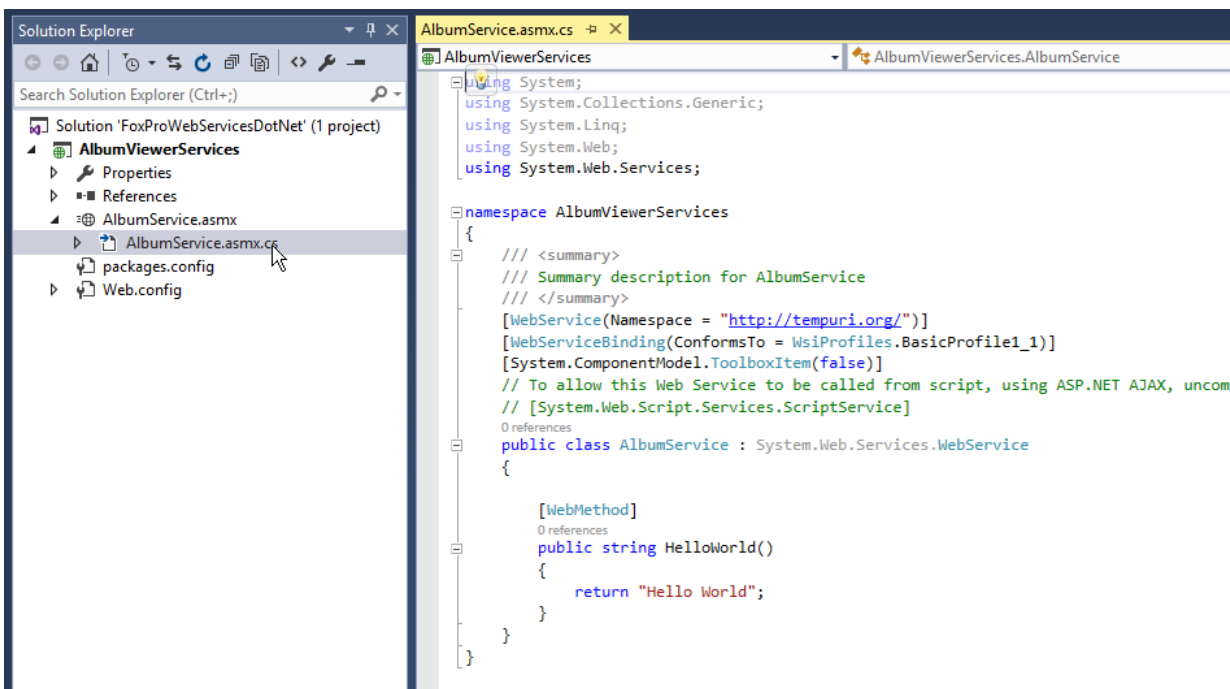 Solution Explorer
Search Solution Explorer (Ctrl+;)
Solution 'FoxProWebServicesDotNet' (1 project)
AlbumViewerServices
Properties
References
AlbumService.asmx
AlbumService.asmx.cs
packages.config
Web.config
AlbumService.asmx.cs
AlbumViewerServices
AlbumViewerServices.AlbumService
using System;
using System.Collections.Generic;
using System.Linq;
using System.Web;
using System.Web.Services;
namespace AlbumViewerServices
{
/// <summary>
/// Summary description for AlbumService
/// </summary>
[WebService(Namespace = "http://tempuri.org/")]
[WebServiceBinding(ConformsTo = WsiProfiles.BasicProfile1_1)]
[System.ComponentModel.ToolboxItem(false)]
// To allow this Web Service to be called from script, using ASP.NET AJAX, uncom
// [System.Web.Script.Services.ScriptService]
0 references
public class AlbumService : System.Web.Services.WebService
{
[WebMethod]
0 references
public string HelloWorld()
{
return "Hello World";
}
}
}